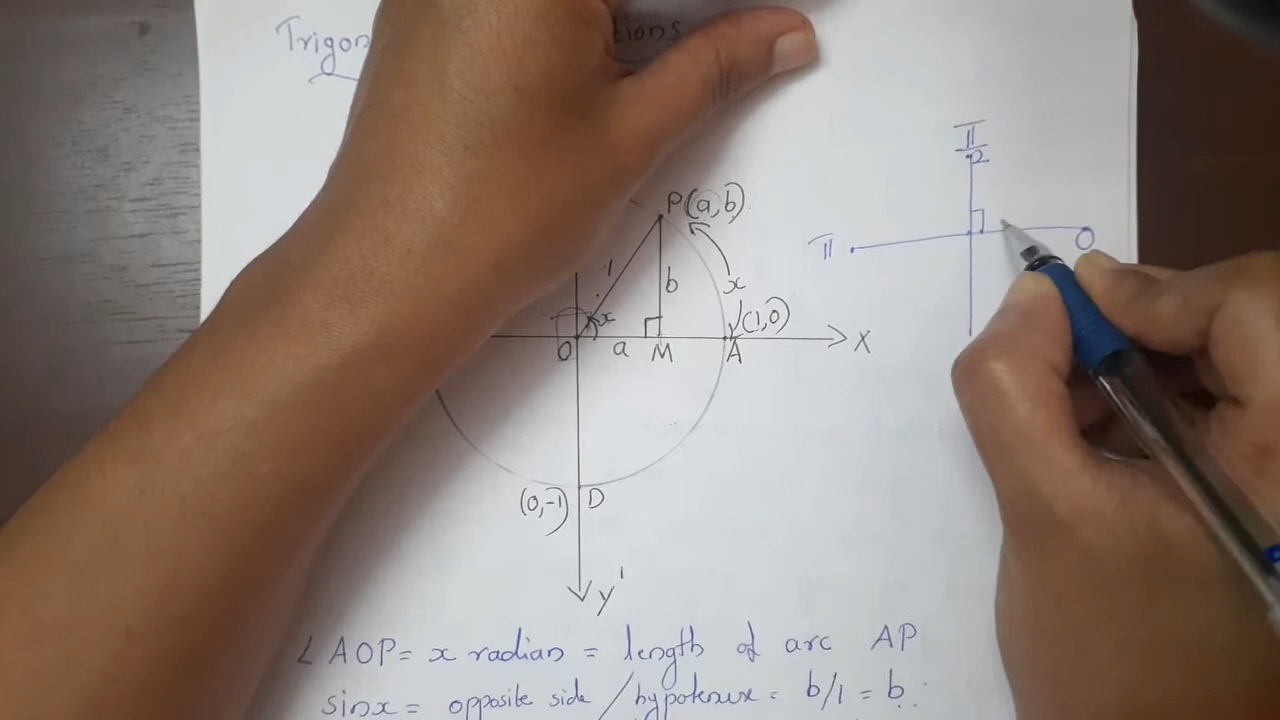 Trigon tions
π/2
P(a,b)
π
0
1
b
x
x
(1,0)
O a M A X
(0,-1) D
y'
∠AOP = x radian = length of arc AP
sinx = opposite side / hypotenuse = b/1 = b